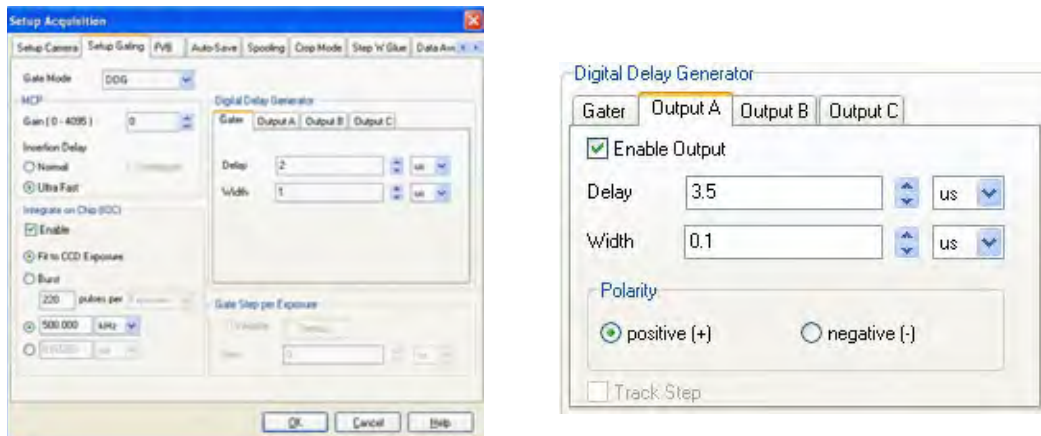 Setup Acquisition
Setup Camera Setup Gating FVB Auto-Save Spooling Crop Mode Step 'n' Glue
Gate Mode DDG
MCP
Gain ( 0 - 4095 ) 0
Insertion Delay
Normal
Ultra Fast
Integrate on Chip (IOC)
Enable
Fit to CCD Exposure
Burst
220 pulses per
500.000 kHz
Digital Delay Generator
Gater Output A Output B Output C
Delay 2 us
Width 1 us
Gate Step per Exposure
0
OK Cancel Help
Digital Delay Generator
Gater Output A Output B Output C
Enable Output
Delay 3.5 us
Width 0.1 us
Polarity
positive (+) negative (-)
Track Step